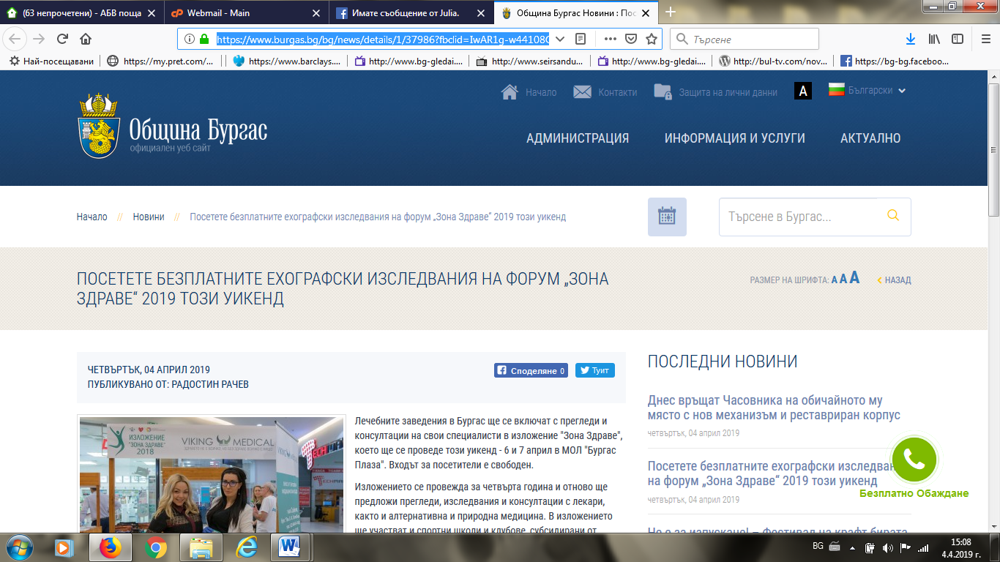 (63 непрочетени) - АБВ поща
Webmail - Main
Имате съобщение от Julia.
Община Бургас Новини : Пос
https://www.burgas.bg/bg/news/details/1/37986?fbclid=IwAR1g-w44108
Търсене
Най-посещавани
https://my.pret.com/...
https://www.barclays....
http://www.bg-gledai....
http://www.seirsandu...
http://www.bg-gledai....
http://bul-tv.com/nov...
https://bg-bg.faceboo...
Начало
Контакти
Защита на лични данни
A
Български
Община Бургас
официален уеб сайт
АДМИНИСТРАЦИЯ
ИНФОРМАЦИЯ И УСЛУГИ
АКТУАЛНО
Начало // Новини // Посетете безплатните ехографски изследвания на форум „Зона Здраве“ 2019 този уикенд
Търсене в Бургас...
ПОСЕТЕТЕ БЕЗПЛАТНИТЕ ЕХОГРАФСКИ ИЗСЛЕДВАНИЯ НА ФОРУМ „ЗОНА
ЗДРАВЕ“ 2019 ТОЗИ УИКЕНД
РАЗМЕР НА ШРИФТА: A A A
НАЗАД
ЧЕТВЪРТЪК, 04 АПРИЛ 2019
ПУБЛИКУВАНО ОТ: РАДОСТИН РАЧЕВ
Споделяне 0
Туит
ИЗЛОЖЕНИЕ
"ЗОНА ЗДРАВЕ"
2018
VIKING MEDICAL
Лечебните заведения в Бургас ще се включат с прегледи и
консултации на свои специалисти в изложение "Зона Здраве",
което ще се проведе този уикенд - 6 и 7 април в МОЛ "Бургас
Плаза". Входът за посетители е свободен.
Изложението се провежда за четвърта година и отново ще
предложи прегледи, изследвания и консултации с лекари,
както и алтернативна и природна медицина. В изложението
ще участват и спортни школи и клубове, субсидирани от
ПОСЛЕДНИ НОВИНИ
Днес връщат Часовника на обичайното му
място с нов механизъм и реставриран корпус
четвъртък, 04 април 2019
Посетете безплатните ехографски изследван
на форум „Зона Здраве“ 2019 този уикенд
четвъртък, 04 април 2019
Не е за изпускане! – Фестивал на крафт бирата
Безплатно Обаждане
BG
15:08
4.4.2019 г.